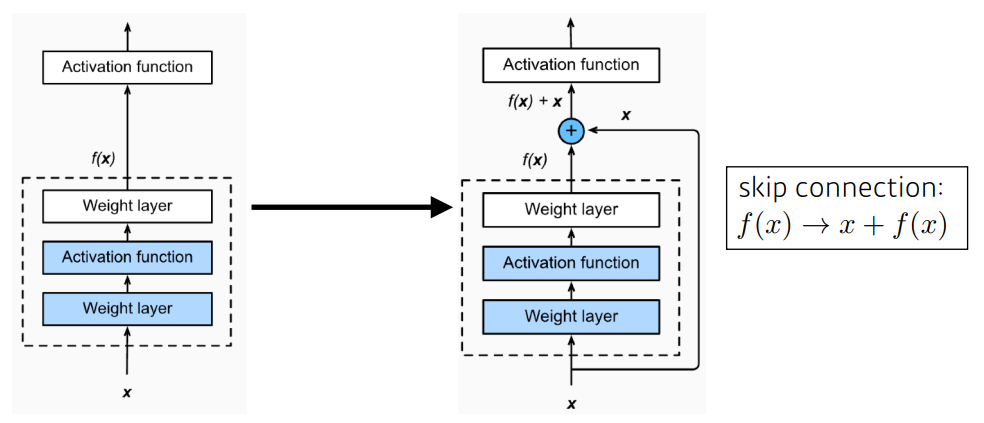 Activation function
f(x)
Weight layer
Activation function
Weight layer
x
Activation function
f(x) + x
x
+
f(x)
Weight layer
Activation function
Weight layer
x
skip connection:
f(x) → x + f(x)